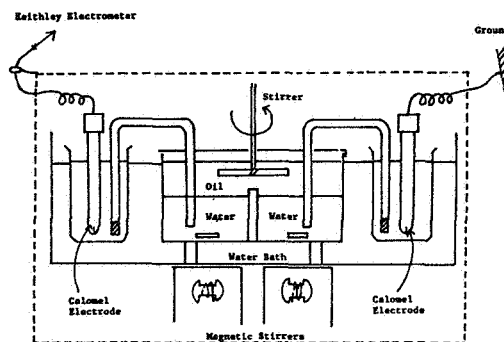 Keithley Electrometer
Ground
Stirrer
Oil
Water
Water
Water Bath
Calomel
Electrode
Calomel
Electrode
Magnetic Stirrers